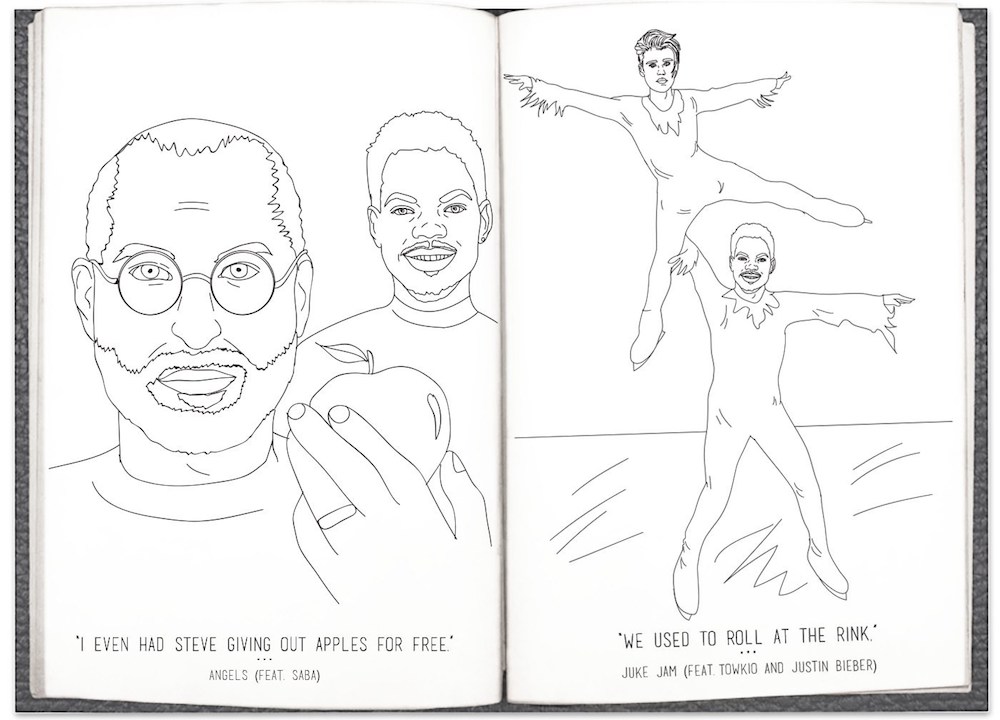 "I EVEN HAD STEVE GIVING OUT APPLES FOR FREE."
ANGELS (FEAT. SABA)
"WE USED TO ROLL AT THE RINK."
JUKE JAM (FEAT. TOWKIO AND JUSTIN BIEBER)